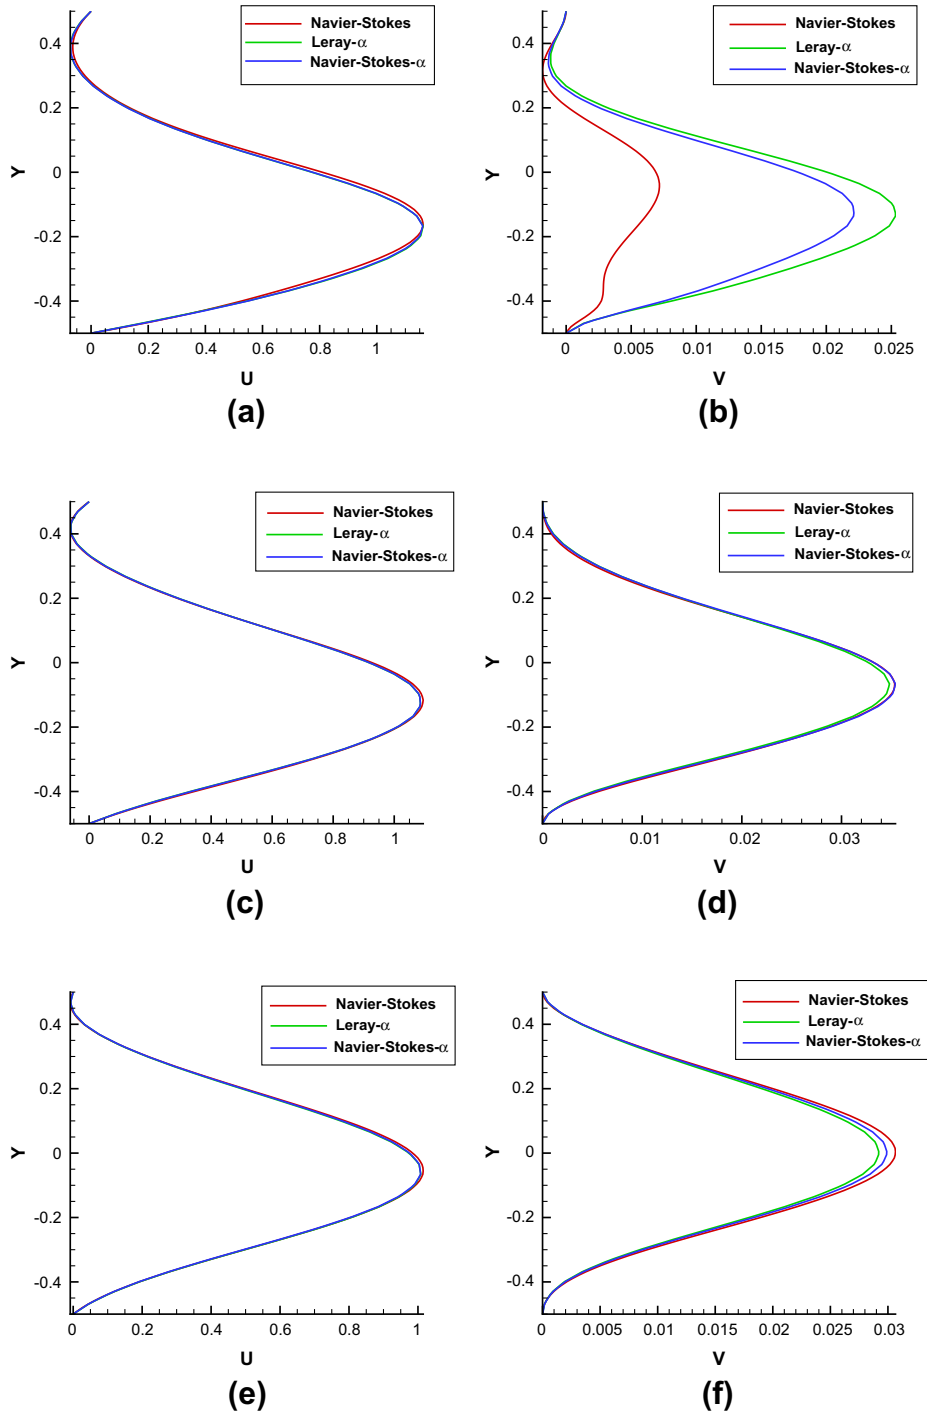 Navier-Stokes
Leray-α
Navier-Stokes-α
0.4
0.2
0
-0.2
-0.4
Y
0 0.2 0.4 0.6 0.8 1
U
(a)
Navier-Stokes
Leray-α
Navier-Stokes-α
0.4
0.2
0
-0.2
-0.4
Y
0 0.005 0.01 0.015 0.02 0.025
V
(b)
Navier-Stokes
Leray-α
Navier-Stokes-α
0.4
0.2
0
-0.2
-0.4
Y
0 0.2 0.4 0.6 0.8 1
U
(c)
Navier-Stokes
Leray-α
Navier-Stokes-α
0.4
0.2
0
-0.2
-0.4
Y
0 0.01 0.02 0.03
V
(d)
Navier-Stokes
Leray-α
Navier-Stokes-α
0.4
0.2
0
-0.2
-0.4
Y
0 0.2 0.4 0.6 0.8 1
U
(e)
Navier-Stokes
Leray-α
Navier-Stokes-α
0.4
0.2
0
-0.2
-0.4
Y
0 0.005 0.01 0.015 0.02 0.025 0.03
V
(f)